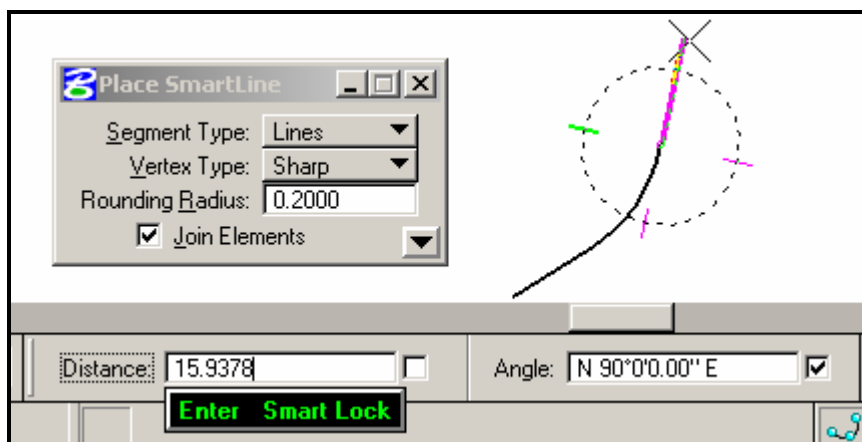 Place SmartLine
Segment Type: Lines
Vertex Type: Sharp
Rounding Radius: 0.2000
Join Elements
Distance: 15.9378
Angle: N 90°0'0.00" E
Enter Smart Lock